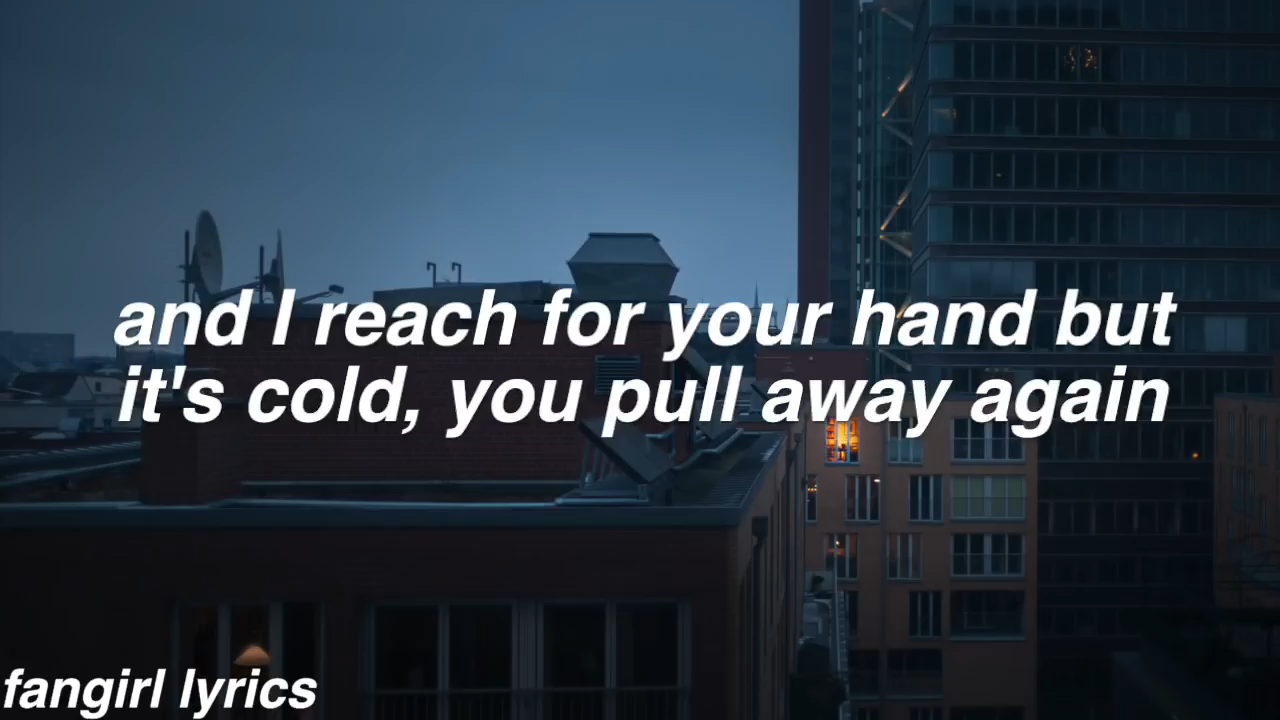 and I reach for your hand but
it's cold, you pull away again
fangirl lyrics